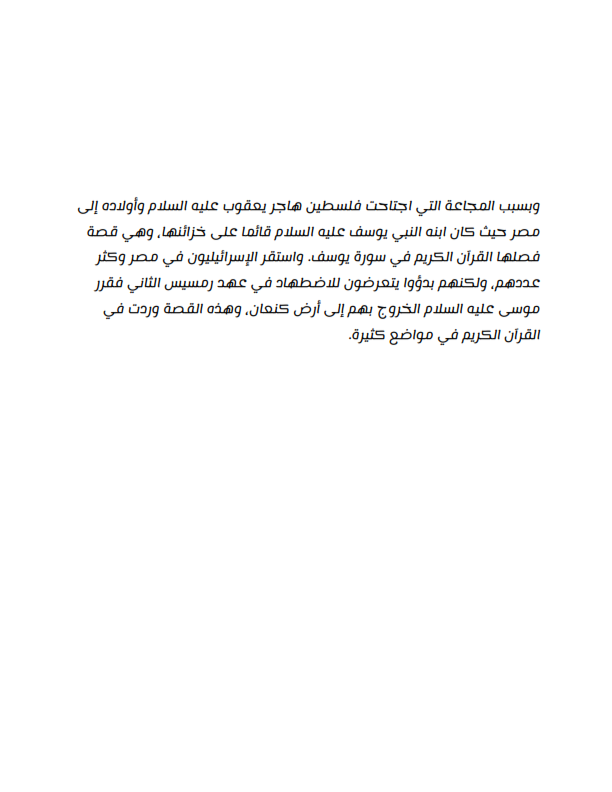 وبسبب المجاعة التي اجتاحت فلسطين هاجر يعقوب عليه السلام وأولاده إلى
مصر حيث كان ابنه النبي يوسف عليه السلام قائما على خزائنها، وهي قصة
فصلها القرآن الكريم في سورة يوسف. واستقر الإسرائيليون في مصر وكثر
عددهم، ولكنهم بدؤوا يتعرضون للاضطهاد في عهد رمسيس الثاني فقرر
موسى عليه السلام الخروج بهم إلى أرض كنعان، وهذه القصة وردت في
القرآن الكريم في مواضع كثيرة.